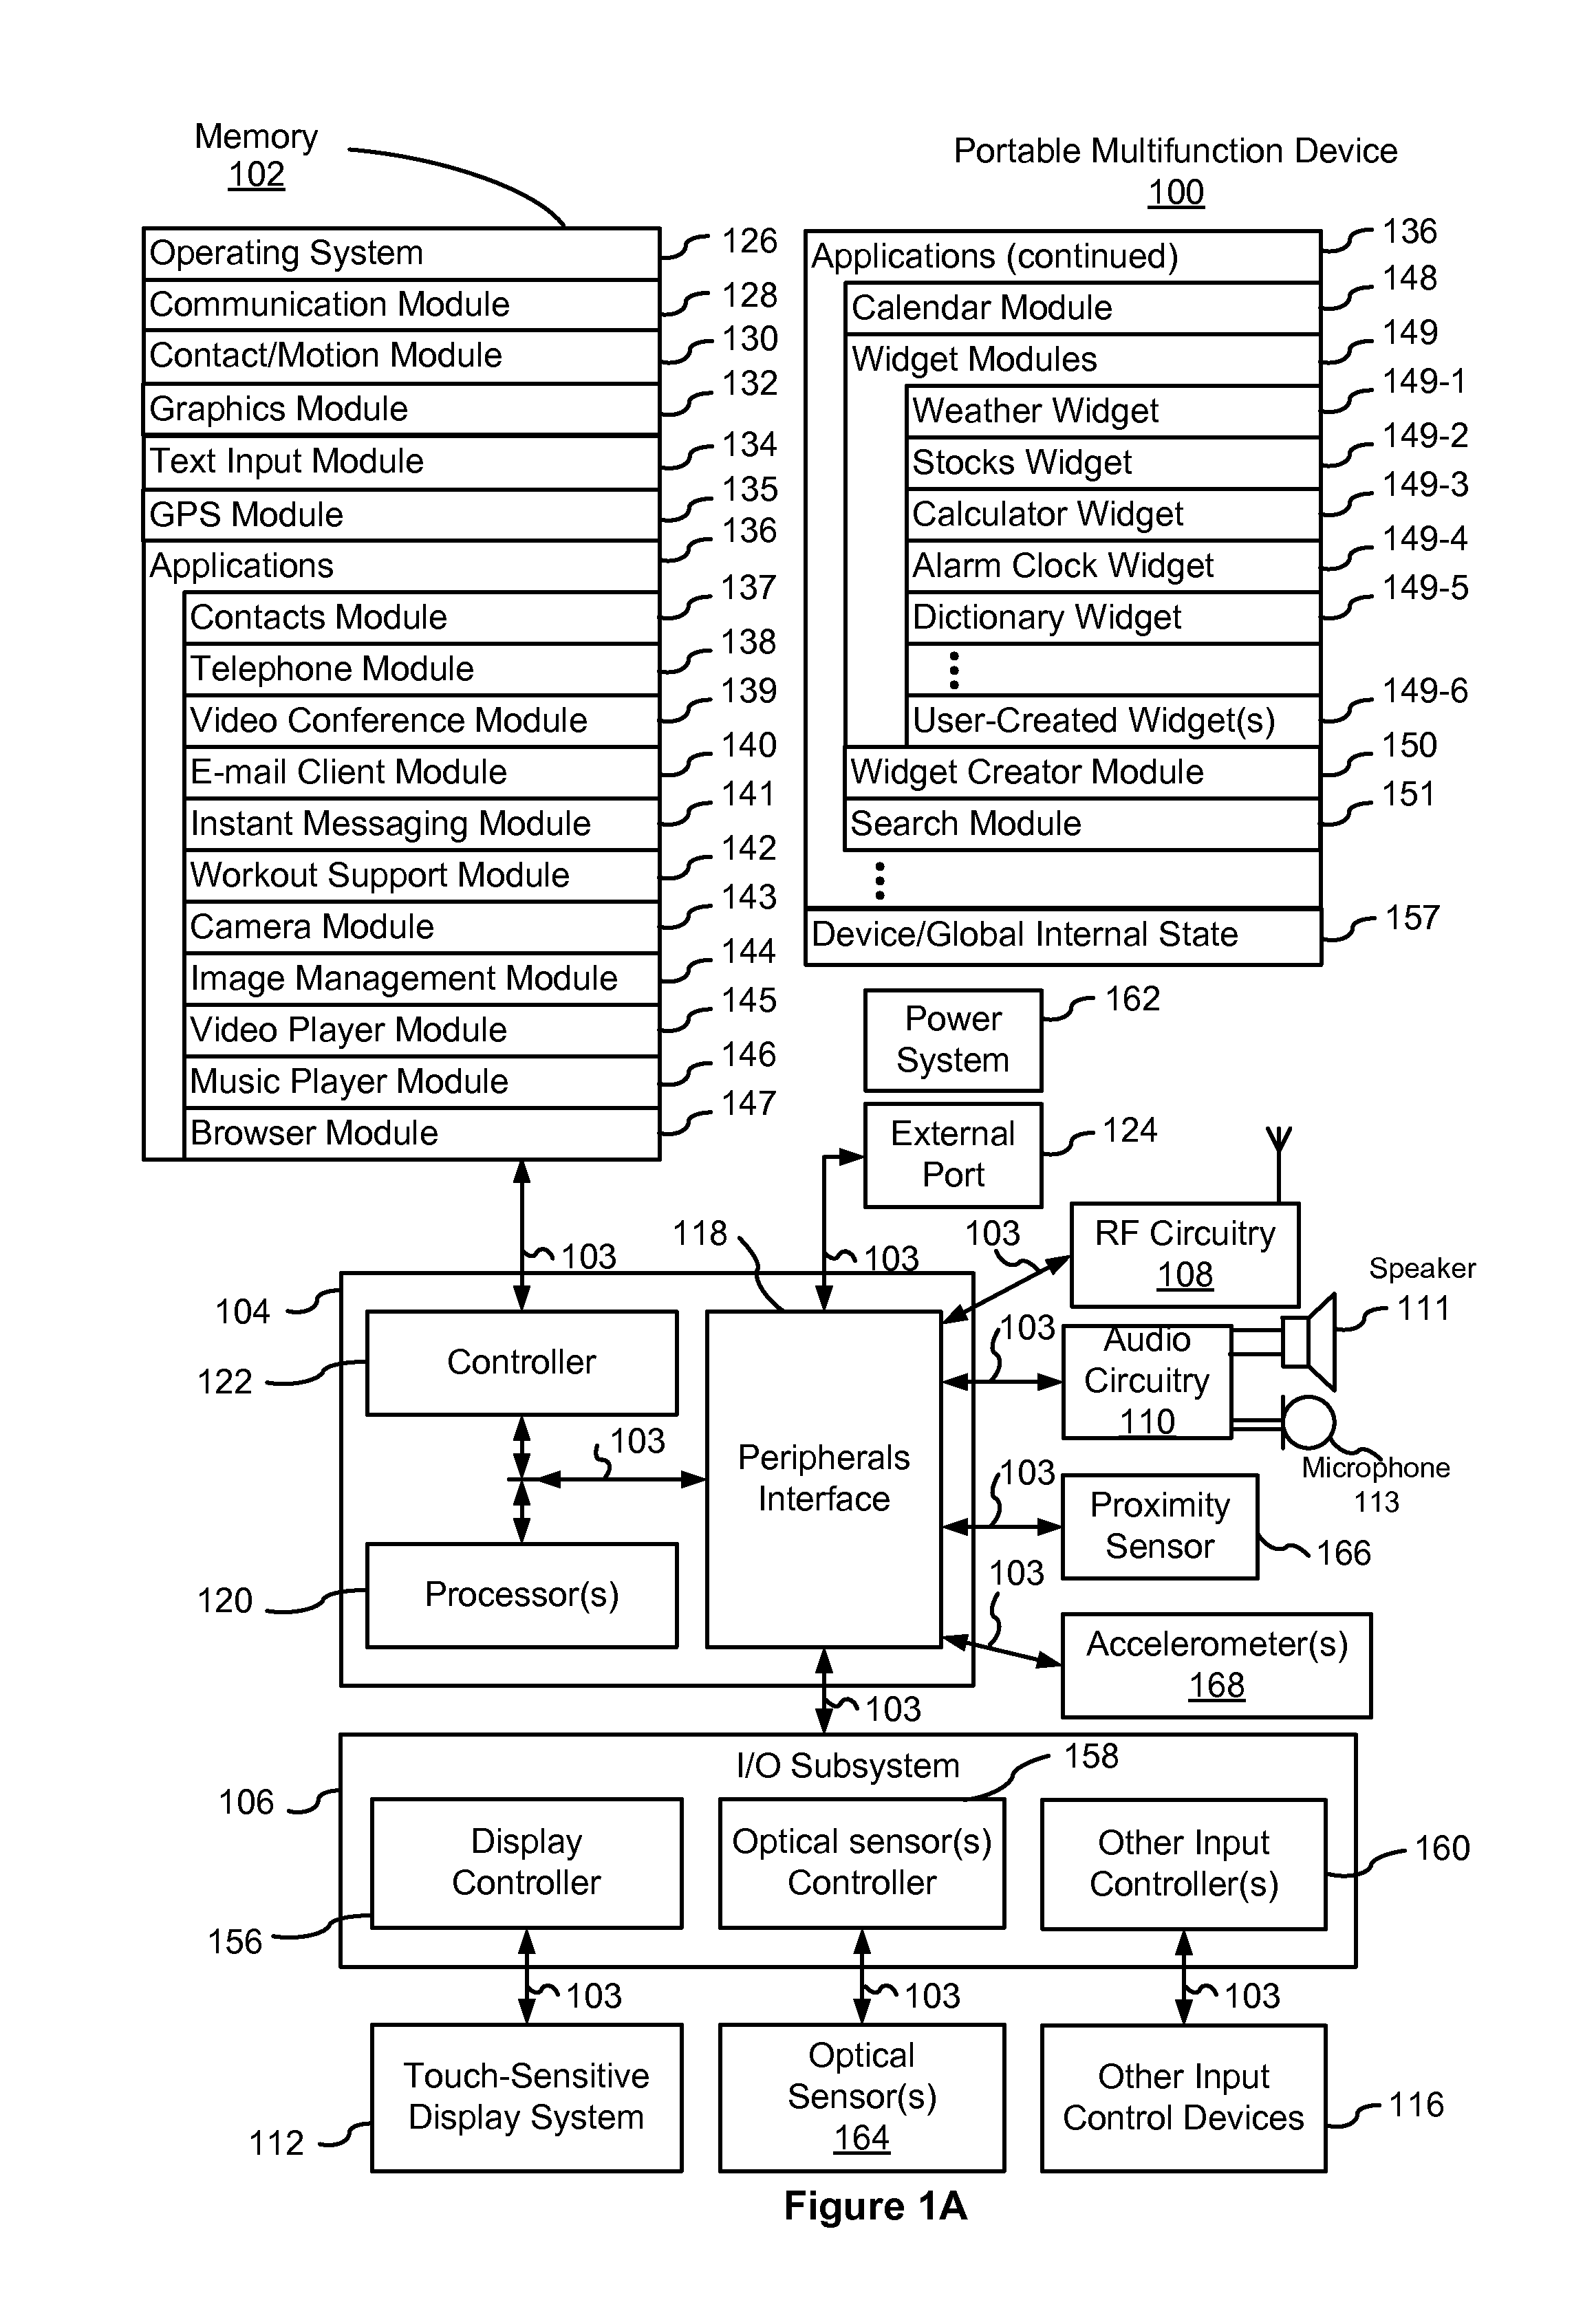 Memory
102
Portable Multifunction Device
100
Operating System
126
Communication Module
128
Contact/Motion Module
130
Graphics Module
132
Text Input Module
134
GPS Module
135
Applications
136
Contacts Module
137
Telephone Module
138
Video Conference Module
139
E-mail Client Module
140
Instant Messaging Module
141
Workout Support Module
142
Camera Module
143
Image Management Module
144
Video Player Module
145
Music Player Module
146
Browser Module
147
Applications (continued)
136
Calendar Module
148
Widget Modules
149
Weather Widget
149-1
Stocks Widget
149-2
Calculator Widget
149-3
Alarm Clock Widget
149-4
Dictionary Widget
149-5
User-Created Widget(s)
149-6
Widget Creator Module
150
Search Module
151
Device/Global Internal State
157
Power
System
162
External
Port
124
103
118
103
103
RF Circuitry
108
Speaker
111
104
Controller
122
103
Audio
Circuitry
110
Microphone
113
103
Peripherals
Interface
103
Proximity
Sensor
166
Processor(s)
120
103
Accelerometer(s)
168
103
I/O Subsystem
106
158
Display
Controller
156
Optical sensor(s)
Controller
Other Input
Controller(s)
160
103
103
103
Touch-Sensitive
Display System
112
Optical
Sensor(s)
164
Other Input
Control Devices
116
Figure 1A